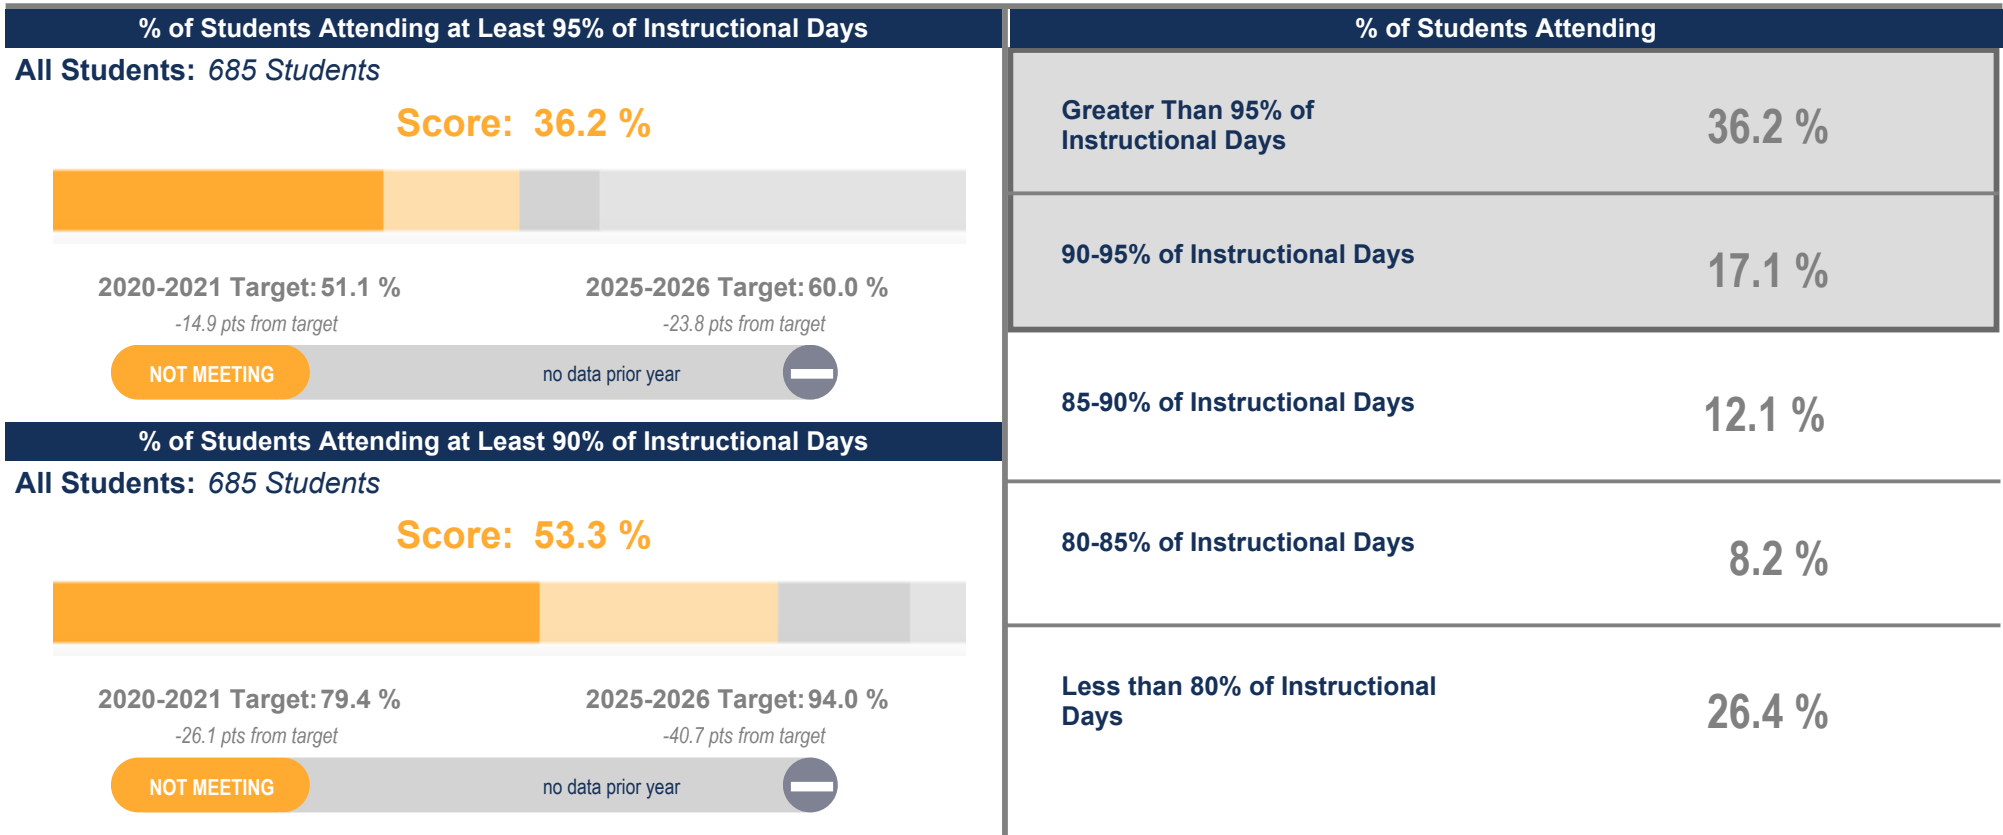 % of Students Attending at Least 95% of Instructional Days
All Students: 685 Students
Score: 36.2 %
2020-2021 Target: 51.1 %
2025-2026 Target: 60.0 %
-14.9 pts from target
-23.8 pts from target
NOT MEETING
no data prior year
% of Students Attending at Least 90% of Instructional Days
All Students: 685 Students
Score: 53.3 %
2020-2021 Target: 79.4 %
2025-2026 Target: 94.0 %
-26.1 pts from target
-40.7 pts from target
NOT MEETING
no data prior year
% of Students Attending
Greater Than 95% of
Instructional Days
36.2 %
90-95% of Instructional Days
17.1 %
85-90% of Instructional Days
12.1 %
80-85% of Instructional Days
8.2 %
Less than 80% of Instructional
Days
26.4 %